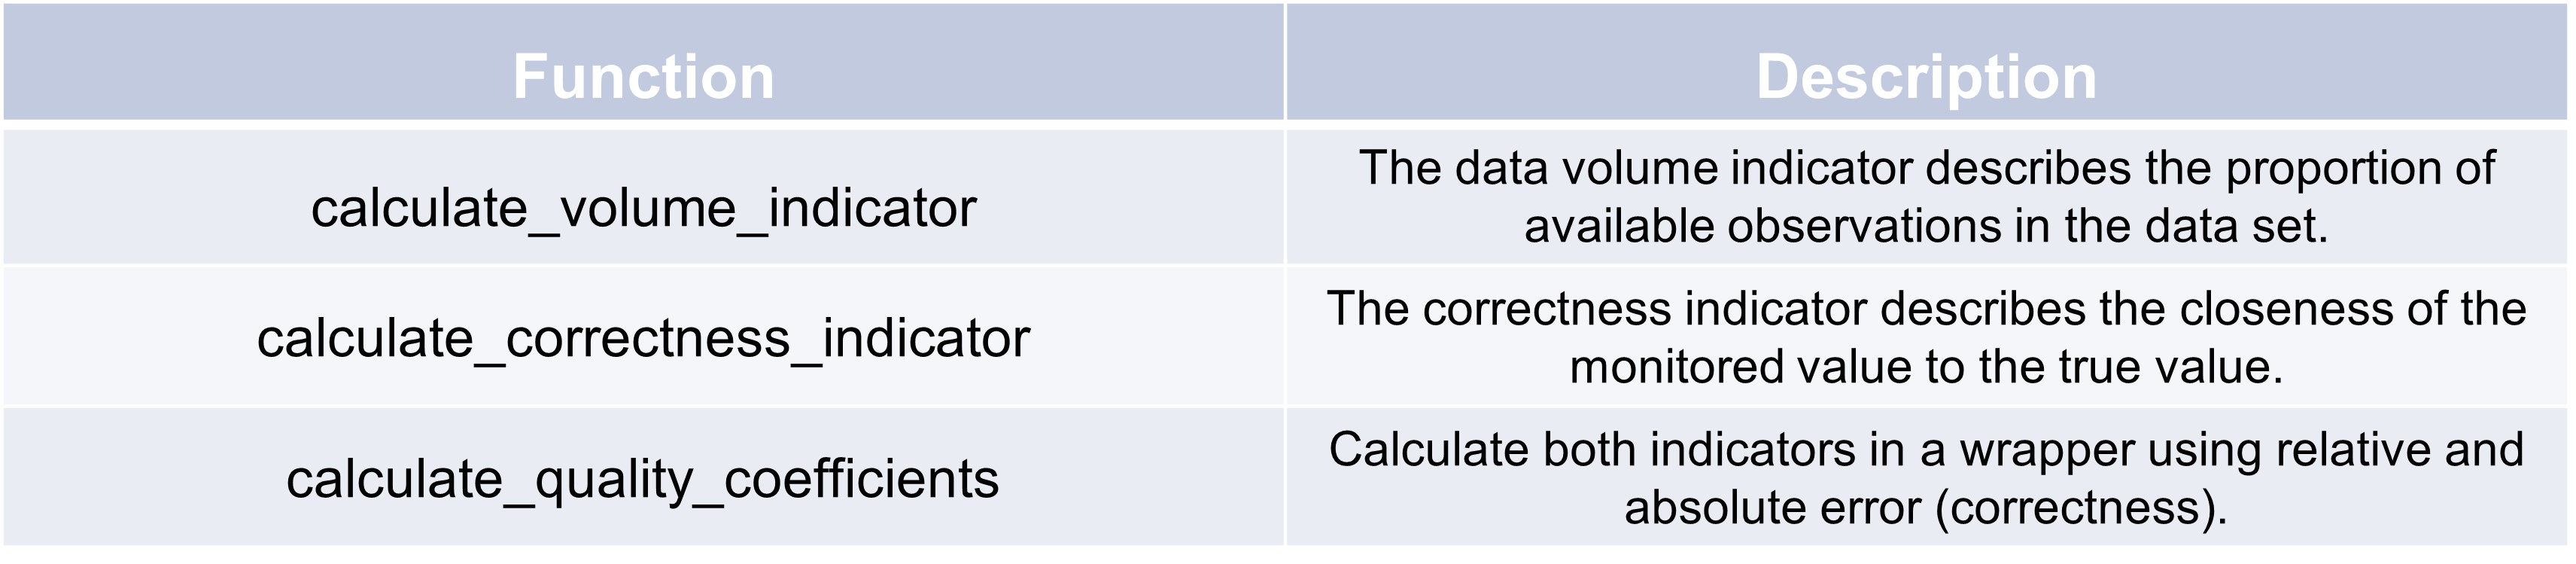 Function
Description
calculate_volume_indicator
The data volume indicator describes the proportion of
available observations in the data set.
calculate_correctness_indicator
The correctness indicator describes the closeness of the
monitored value to the true value.
calculate_quality_coefficients
Calculate both indicators in a wrapper using relative and
absolute error (correctness).